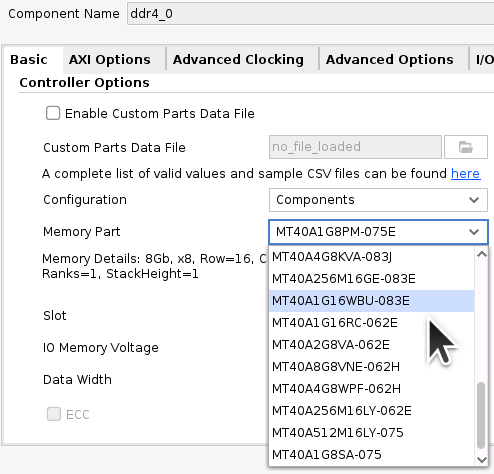 Component Name ddr4_0
Basic AXI Options Advanced Clocking Advanced Options I/O
Controller Options
Enable Custom Parts Data File
Custom Parts Data File no_file_loaded
A complete list of valid values and sample CSV files can be found here
Configuration Components
Memory Part MT40A1G8PM-075E
Memory Details: 8Gb, x8, Row=16, C
Ranks=1, StackHeight=1
Slot
IO Memory Voltage
Data Width
ECC
MT40A4G8KVA-083J
MT40A256M16GE-083E
MT40A1G16WBU-083E
MT40A1G16RC-062E
MT40A2G8VA-062E
MT40A8G8VNE-062H
MT40A4G8WPF-062H
MT40A256M16LY-062E
MT40A512M16LY-075
MT40A1G8SA-075